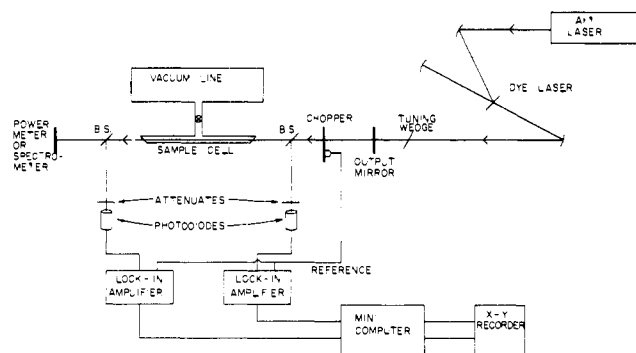 Ar+
LASER
VACUUM LINE
DYE LASER
CHOPPER
TUNING
WEDGE
POWER
METER
OR
SPECTRO-
METER
B.S.
B.S.
SAMPLE CELL
OUTPUT
MIRROR
ATTENUATES
PHOTODIODES
REFERENCE
LOCK-IN
AMPLIFIER
LOCK-IN
AMPLIFIER
MINI
COMPUTER
X-Y
RECORDER